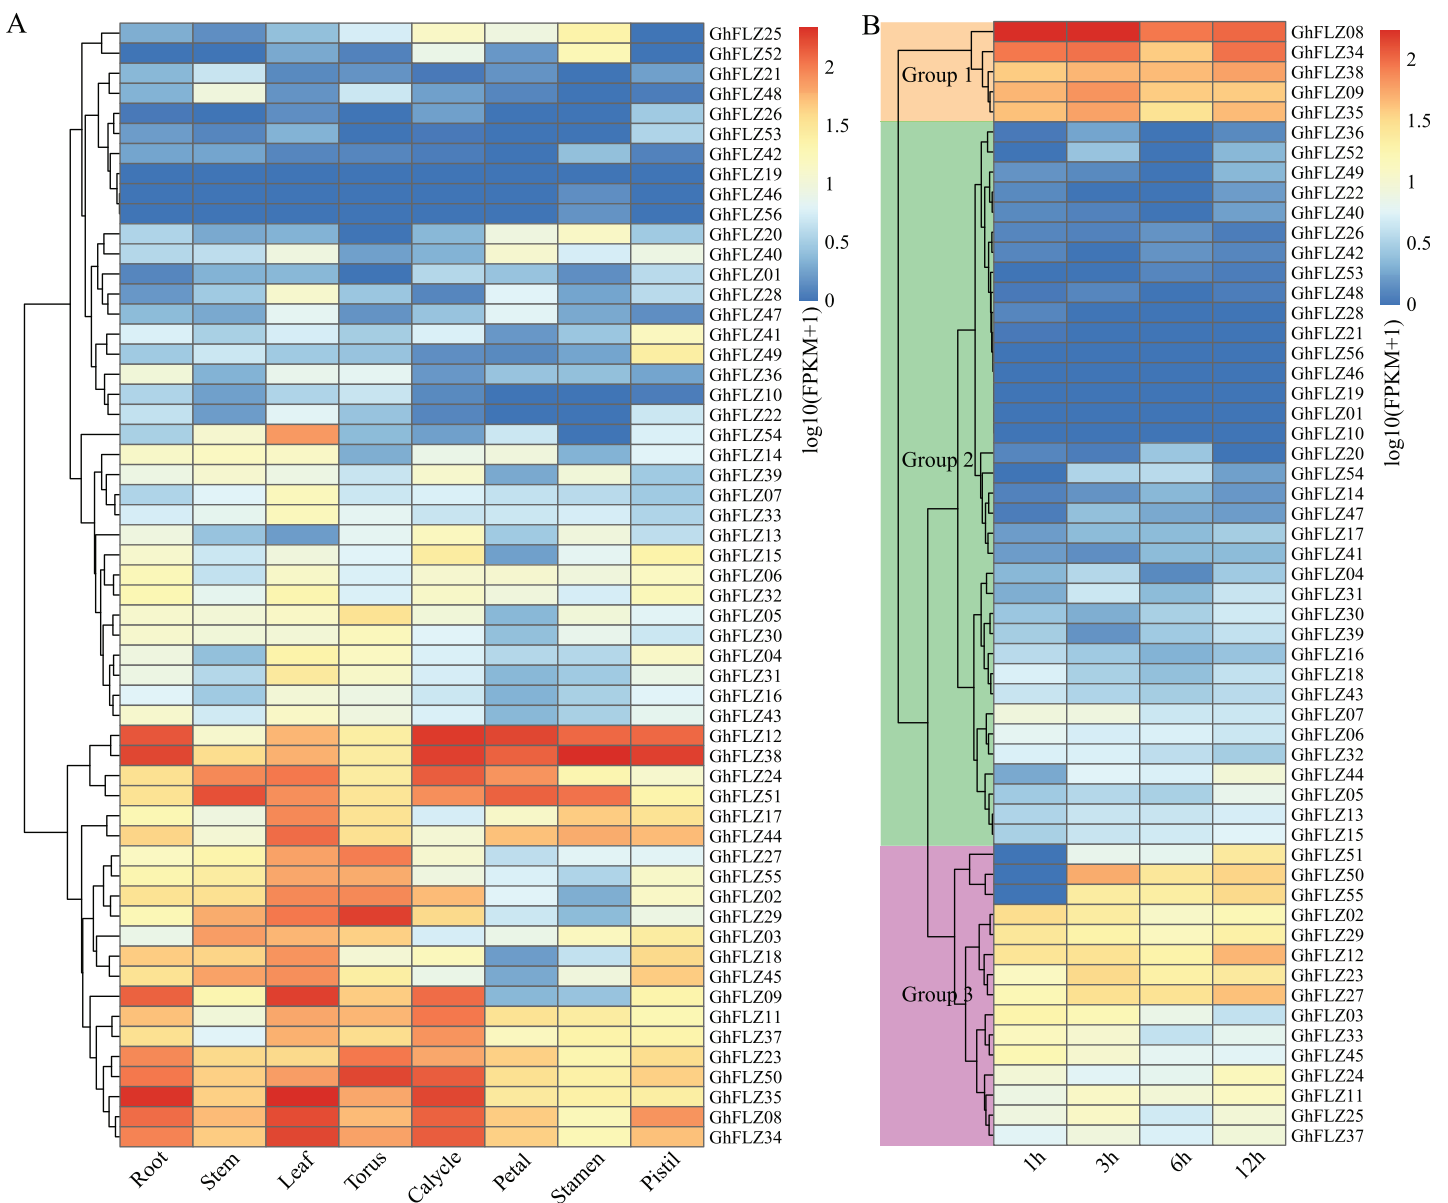 A
GhFLZ25
GhFLZ52
GhFLZ21
GhFLZ48
GhFLZ26
GhFLZ53
GhFLZ42
GhFLZ19
GhFLZ46
GhFLZ56
GhFLZ20
GhFLZ40
GhFLZ01
GhFLZ28
GhFLZ47
GhFLZ41
GhFLZ49
GhFLZ36
GhFLZ10
GhFLZ22
GhFLZ54
GhFLZ14
GhFLZ39
GhFLZ07
GhFLZ33
GhFLZ13
GhFLZ15
GhFLZ06
GhFLZ32
GhFLZ05
GhFLZ30
GhFLZ04
GhFLZ31
GhFLZ16
GhFLZ43
GhFLZ12
GhFLZ38
GhFLZ24
GhFLZ51
GhFLZ17
GhFLZ44
GhFLZ27
GhFLZ55
GhFLZ02
GhFLZ29
GhFLZ03
GhFLZ18
GhFLZ45
GhFLZ09
GhFLZ11
GhFLZ37
GhFLZ23
GhFLZ50
GhFLZ35
GhFLZ08
GhFLZ34
Root Stem Leaf Torus Calycle Petal Stamen Pistil
2
1.5
1
0.5
0
log10(FPKM+1)
B
Group 1
Group 2
Group 3
GhFLZ08
GhFLZ34
GhFLZ38
GhFLZ09
GhFLZ35
GhFLZ36
GhFLZ52
GhFLZ49
GhFLZ22
GhFLZ40
GhFLZ26
GhFLZ42
GhFLZ53
GhFLZ48
GhFLZ28
GhFLZ21
GhFLZ56
GhFLZ46
GhFLZ19
GhFLZ01
GhFLZ10
GhFLZ20
GhFLZ54
GhFLZ14
GhFLZ47
GhFLZ17
GhFLZ41
GhFLZ04
GhFLZ31
GhFLZ30
GhFLZ39
GhFLZ16
GhFLZ18
GhFLZ43
GhFLZ07
GhFLZ06
GhFLZ32
GhFLZ44
GhFLZ05
GhFLZ13
GhFLZ15
GhFLZ51
GhFLZ50
GhFLZ55
GhFLZ02
GhFLZ29
GhFLZ12
GhFLZ23
GhFLZ27
GhFLZ03
GhFLZ33
GhFLZ45
GhFLZ24
GhFLZ11
GhFLZ25
GhFLZ37
1h 3h 6h 12h
2
1.5
1
0.5
0
log10(FPKM+1)